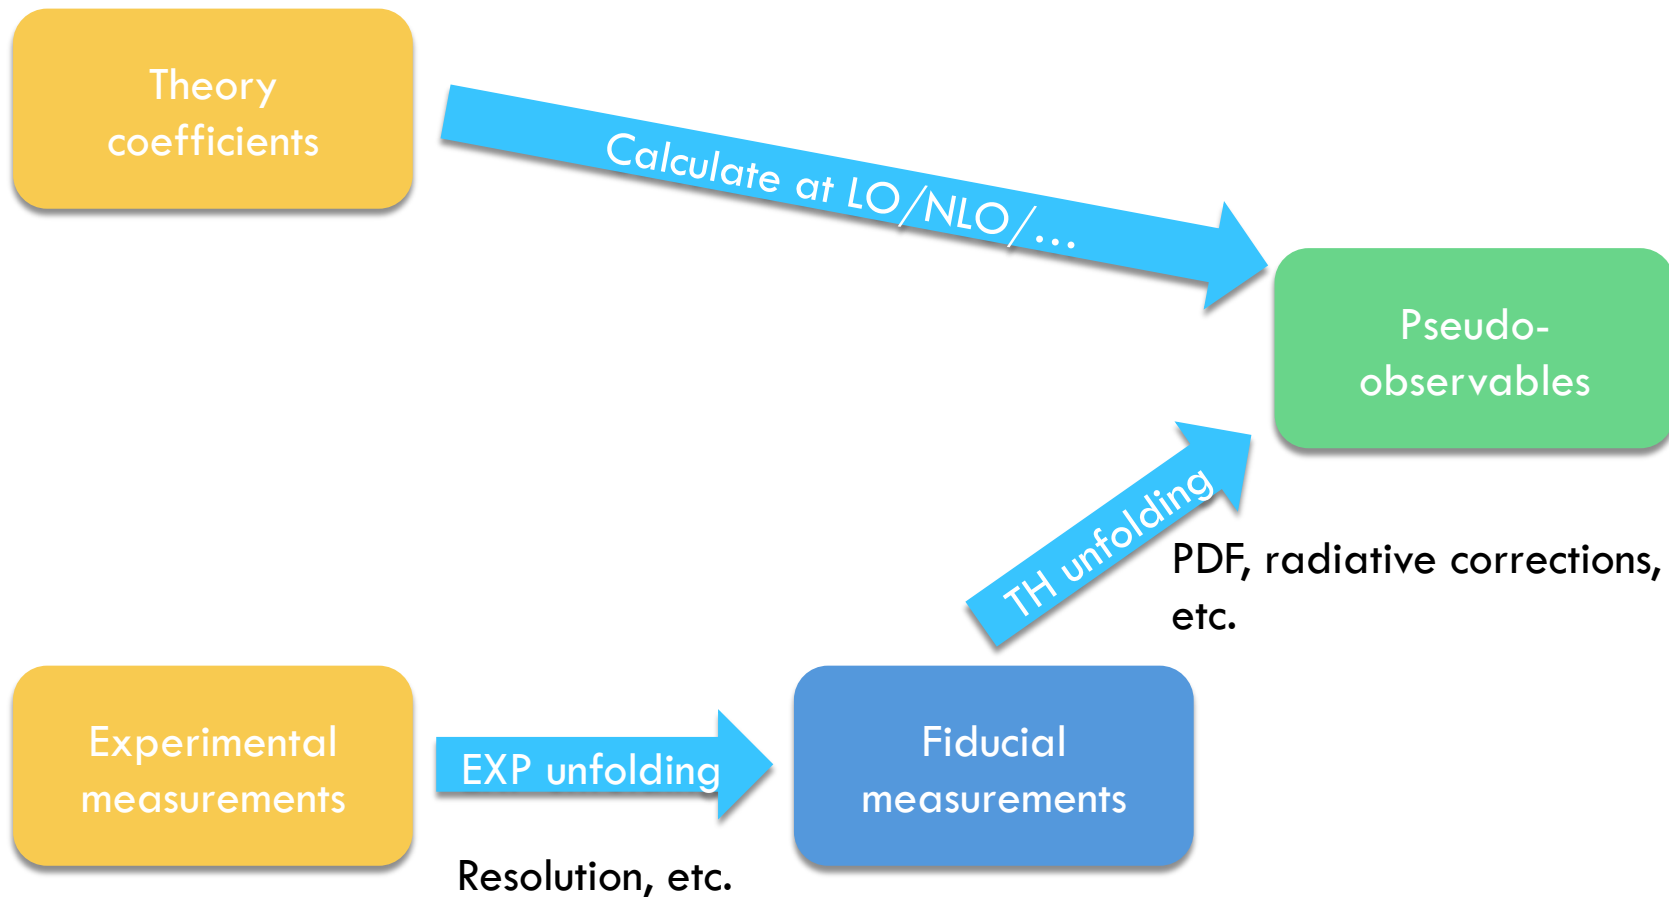 Theory
coefficients
Calculate at LO/NLO/...
Pseudo-
observables
TH unfolding
PDF, radiative corrections,
etc.
Experimental
measurements
EXP unfolding
Fiducial
measurements
Resolution, etc.